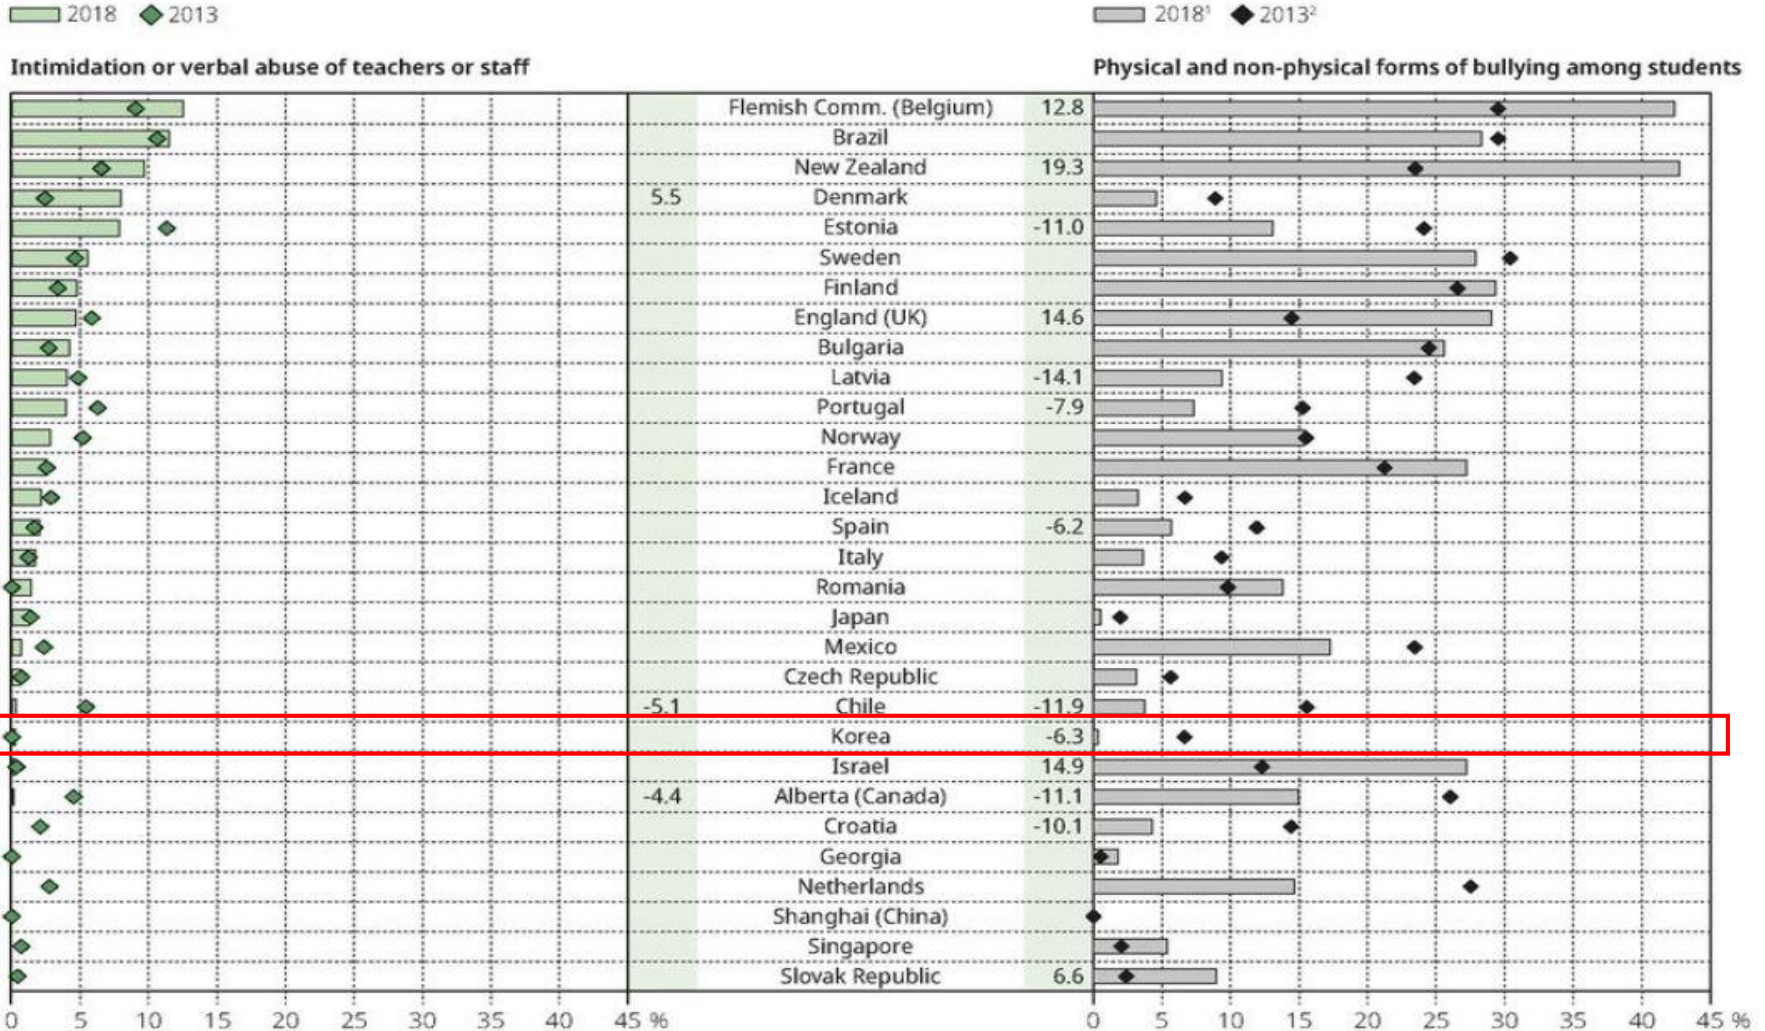 2018 2013 2018¹ 2013²
Intimidation or verbal abuse of teachers or staff Physical and non-physical forms of bullying among students
Flemish Comm. (Belgium) 12.8
Brazil
New Zealand 19.3
5.5 Denmark
Estonia -11.0
Sweden
Finland
England (UK) 14.6
Bulgaria
Latvia -14.1
Portugal -7.9
Norway
France
Iceland
Spain -6.2
Italy
Romania
Japan
Mexico
Czech Republic
-5.1 Chile -11.9
Korea -6.3
Israel 14.9
-4.4 Alberta (Canada) -11.1
Croatia -10.1
Georgia
Netherlands
Shanghai (China)
Singapore
Slovak Republic 6.6
0 5 10 15 20 25 30 35 40 45 % 0 5 10 15 20 25 30 35 40 45 %